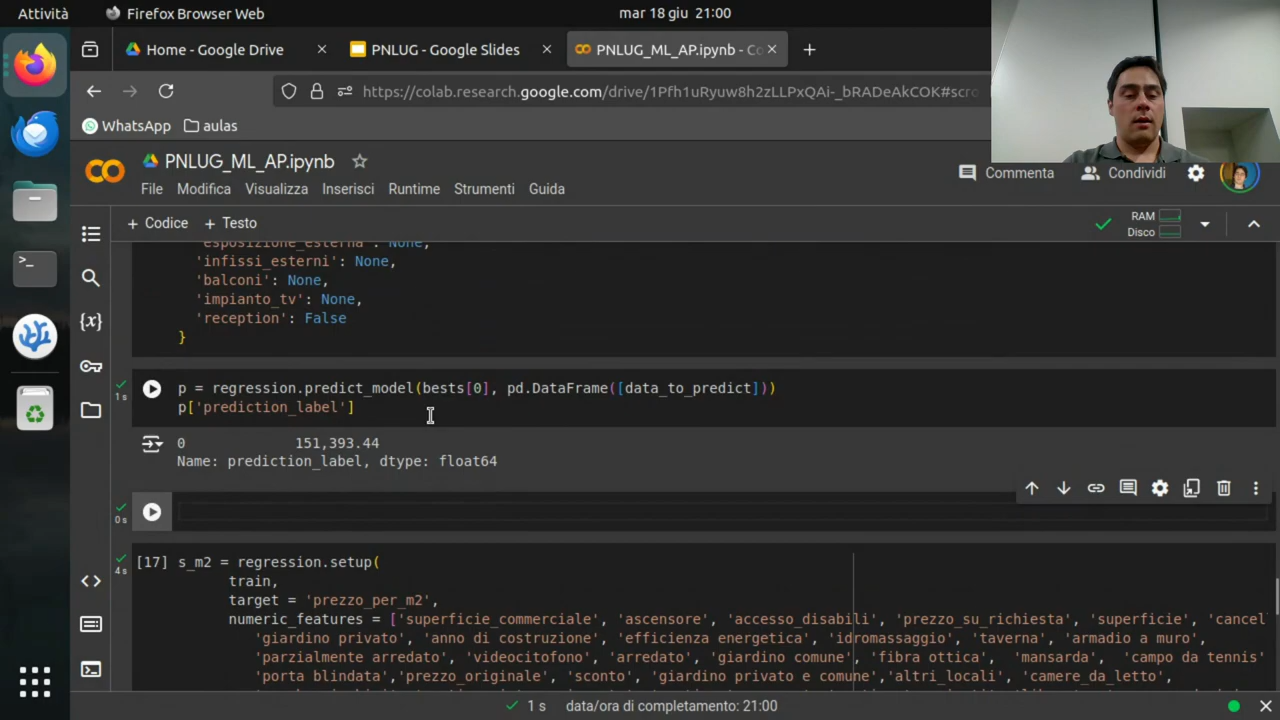 Attività
Firefox Browser Web
mar 18 giu 21:00
Home - Google Drive
PNLUG - Google Slides
PNLUG_ML_AP.ipynb - Co
https://colab.research.google.com/drive/1Pfh1uRyuw8h2zLLPxQAi-_bRADeAkCOK#scro
WhatsApp
aulas
PNLUG_ML_AP.ipynb
Commenta
Condividi
File
Modifica
Visualizza
Inserisci
Runtime
Strumenti
Guida
+ Codice
+ Testo
RAM
Disco
'esposizione_esterna': None,
'infissi_esterni': None,
'balconi': None,
'impianto_tv': None,
'reception': False
}
1 s
p = regression.predict_model(bests[0], pd.DataFrame([data_to_predict]))
p['prediction_label']
0 151,393.44
Name: prediction_label, dtype: float64
0 s
[17] s_m2 = regression.setup(
4 s
train,
target = 'prezzo_per_m2',
numeric_features = ['superficie_commerciale', 'ascensore', 'accesso_disabili', 'prezzo_su_richiesta', 'superficie', 'cancel
'giardino privato', 'anno di costruzione', 'efficienza energetica', 'idromassaggio', 'taverna', 'armadio a muro',
'parzialmente arredato', 'videocitofono', 'arredato', 'giardino comune', 'fibra ottica', 'mansarda', 'campo da tennis'
'porta blindata','prezzo_originale', 'sconto', 'giardino privato e comune','altri_locali', 'camere_da_letto',
1 s data/ora di completamento: 21:00